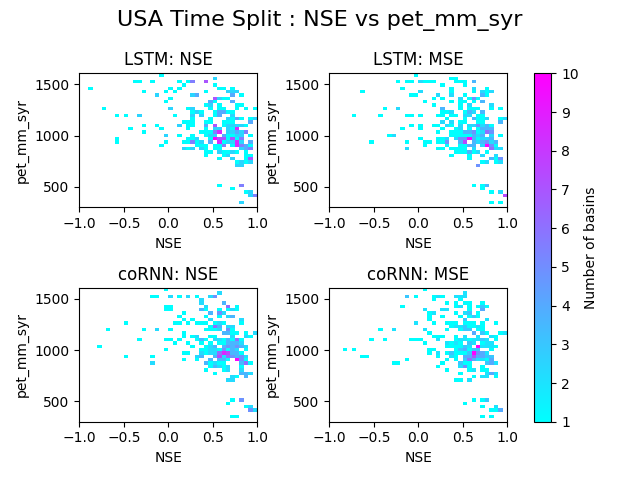 USA Time Split : NSE vs pet_mm_syr
LSTM: NSE
LSTM: MSE
pet_mm_syr
1500
1000
500
−1.0 −0.5 0.0 0.5 1.0
NSE
pet_mm_syr
1500
1000
500
−1.0 −0.5 0.0 0.5 1.0
NSE
coRNN: NSE
coRNN: MSE
pet_mm_syr
1500
1000
500
−1.0 −0.5 0.0 0.5 1.0
NSE
pet_mm_syr
1500
1000
500
−1.0 −0.5 0.0 0.5 1.0
NSE
10
9
8
7
6
5
4
3
2
1
Number of basins